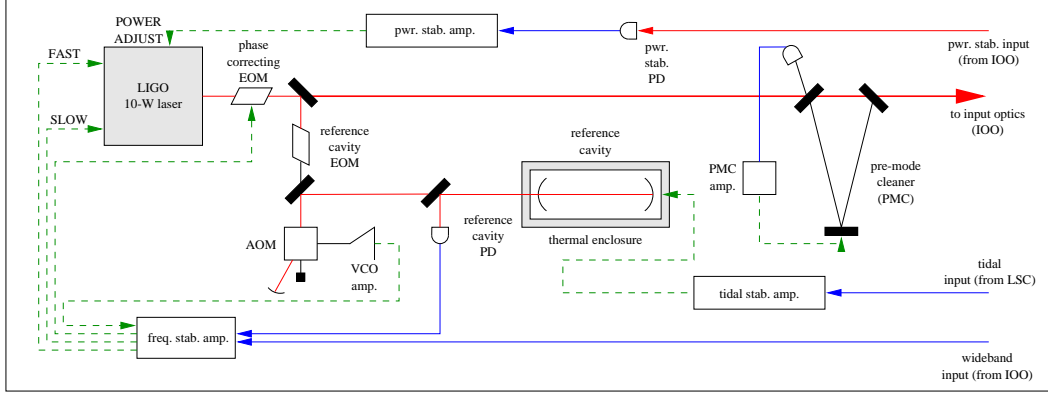 POWER
ADJUST
FAST
phase
correcting
EOM
LIGO
10-W laser
SLOW
pwr. stab. amp.
pwr.
stab.
PD
pwr. stab. input
(from IOO)
to input optics
(IOO)
reference
cavity
EOM
reference
cavity
PMC
amp.
pre-mode
cleaner
(PMC)
AOM
VCO
amp.
reference
cavity
PD
thermal enclosure
tidal
input (from LSC)
tidal stab. amp.
freq. stab. amp.
wideband
input (from IOO)